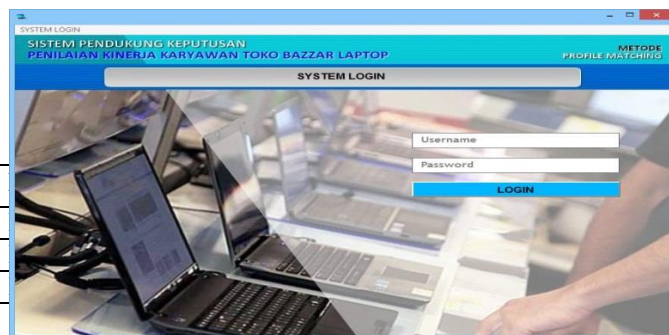 SYSTEM LOGIN
SISTEM PENDUKUNG KEPUTUSAN
PENILAIAN KINERJA KARYAWAN TOKO BAZZAR LAPTOP
METODE
PROFILE MATCHING
SYSTEM LOGIN
Username
Password
LOGIN